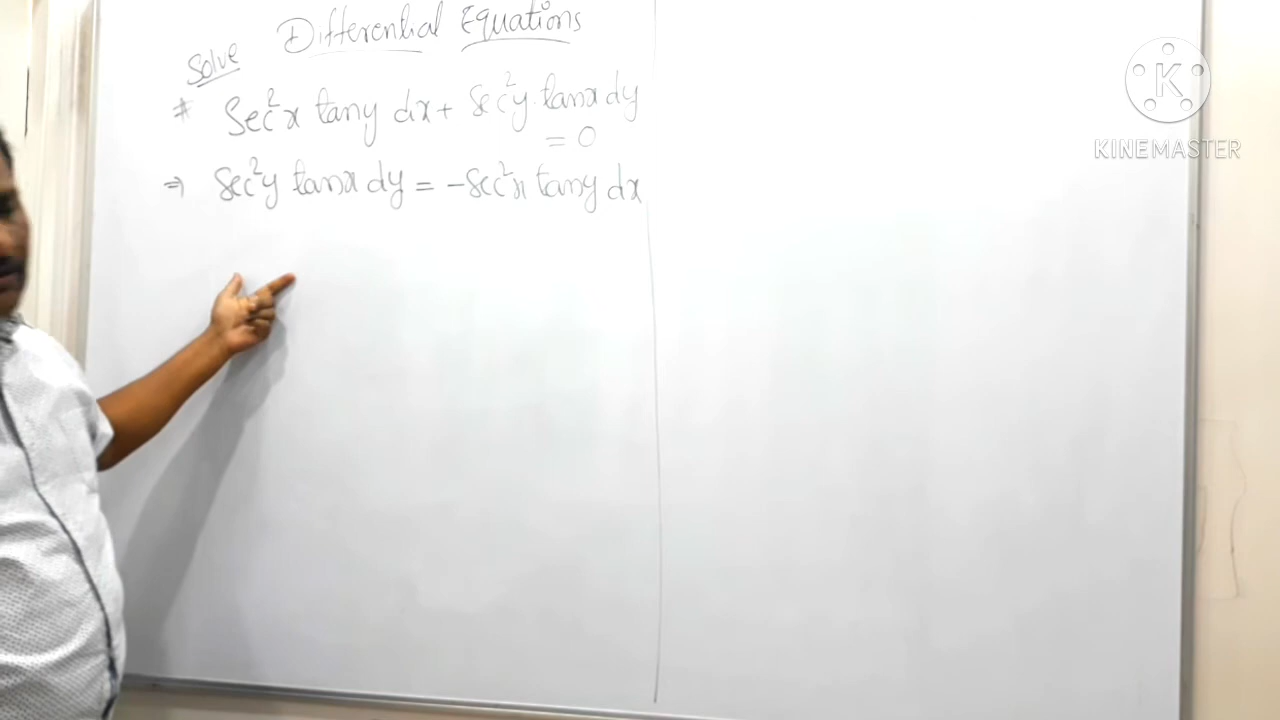 Differential Equations
Solve
* Sec²x tany dx + Sec²y tanx dy
= 0
⇒ Sec²y tanx dy = -Sec²x tany dx
K
KINEMASTER